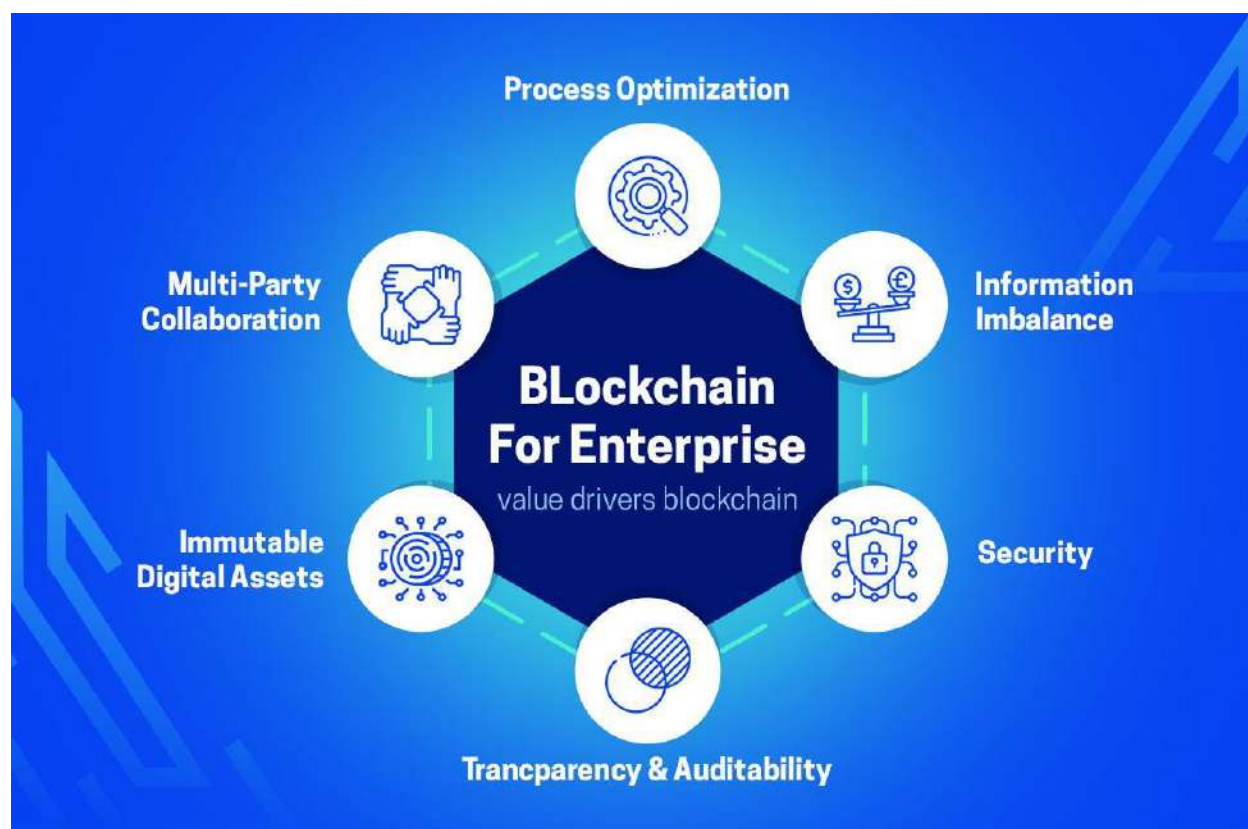 Process Optimization
Multi-Party
Collaboration
Information
Imbalance
BLockchain
For Enterprise
value drivers blockchain
Immutable
Digital Assets
Security
Trancparency & Auditability
$
£